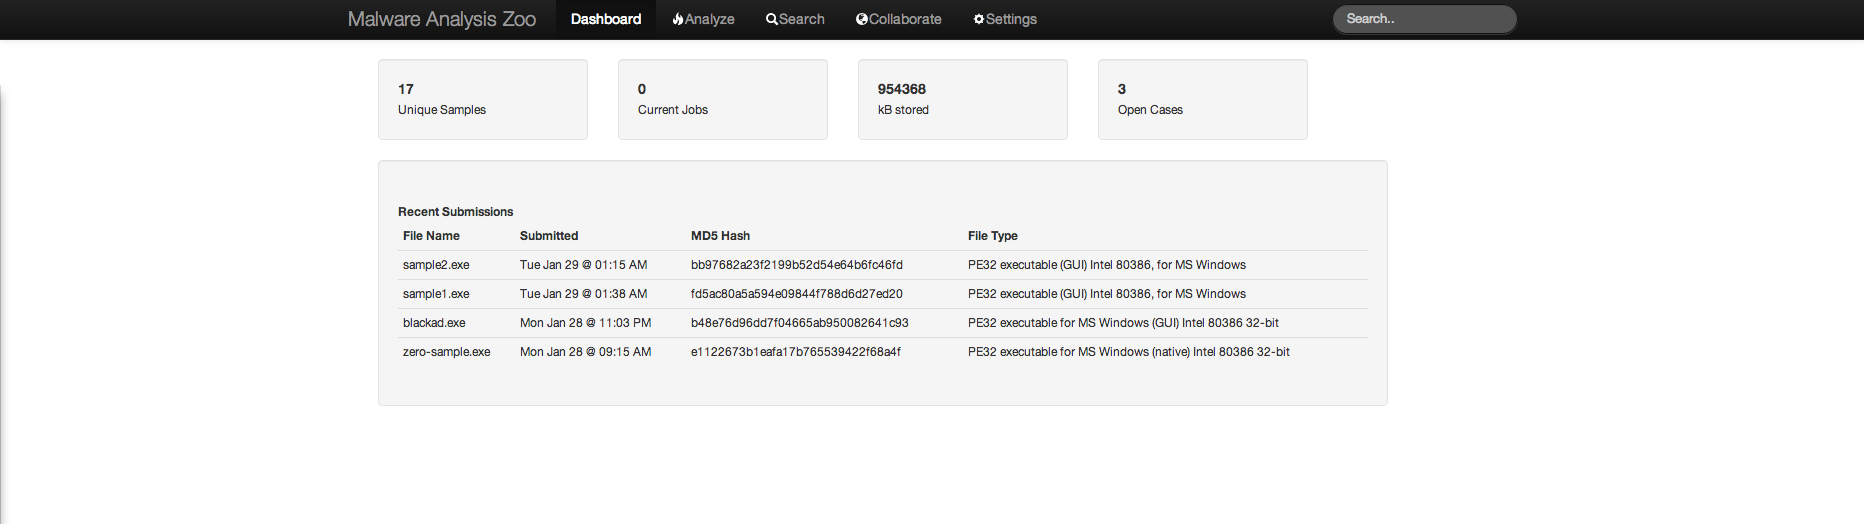 Malware Analysis Zoo Dashboard Analyze Search Collaborate Settings Search..
17 0 954368 3
Unique Samples Current Jobs kB stored Open Cases
Recent Submissions
File Name Submitted MD5 Hash File Type
sample2.exe Tue Jan 29 @ 01:15 AM bb97682a23f2199b52d54e64b6fc46fd PE32 executable (GUI) Intel 80386, for MS Windows
sample1.exe Tue Jan 29 @ 01:38 AM fd5ac80a5a594e09844f788d6d27ed20 PE32 executable (GUI) Intel 80386, for MS Windows
blackad.exe Mon Jan 28 @ 11:03 PM b48e76d96dd7f04665ab950082641c93 PE32 executable for MS Windows (GUI) Intel 80386 32-bit
zero-sample.exe Mon Jan 28 @ 09:15 AM e1122673b1eafa17b765539422f68a4f PE32 executable for MS Windows (native) Intel 80386 32-bit